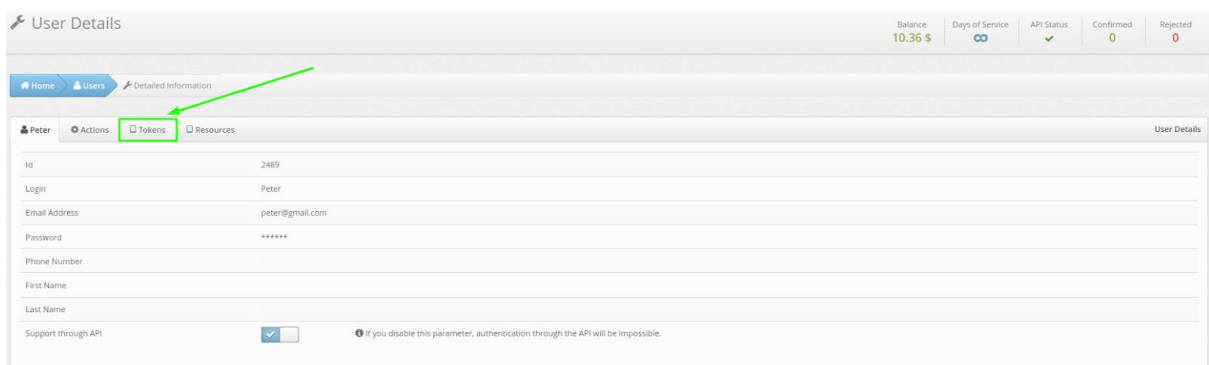 User Details
Balance Days of Service API Status Confirmed Rejected
10.36 $ 0 0
Home Users Detailed Information
Peter Actions Tokens Resources User Details
Id 2489
Login Peter
Email Address peter@gmail.com
Password ******
Phone Number
First Name
Last Name
Support through API If you disable this parameter, authentication through the API will be impossible.